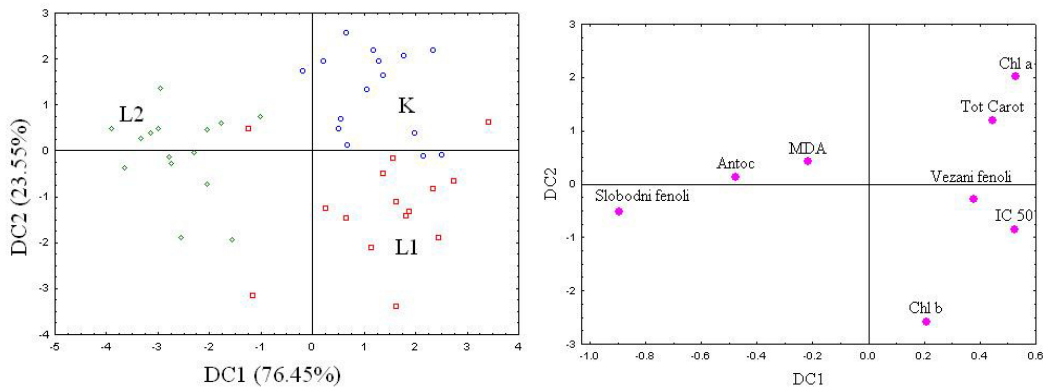 3
2
1
0
-1
-2
-3
-4
DC2 (23.55%)
L2
K
L1
-5
-4
-3
-2
-1
0
1
2
3
4
DC1 (76.45%)
3
2
1
0
-1
-2
-3
DC2
Chl a
Tot Carot
MDA
Antoc
Vezani fenoli
Slobodni fenoli
IC 50
Chl b
-1.0
-0.8
-0.6
-0.4
-0.2
0.0
0.2
0.4
0.6
DC1